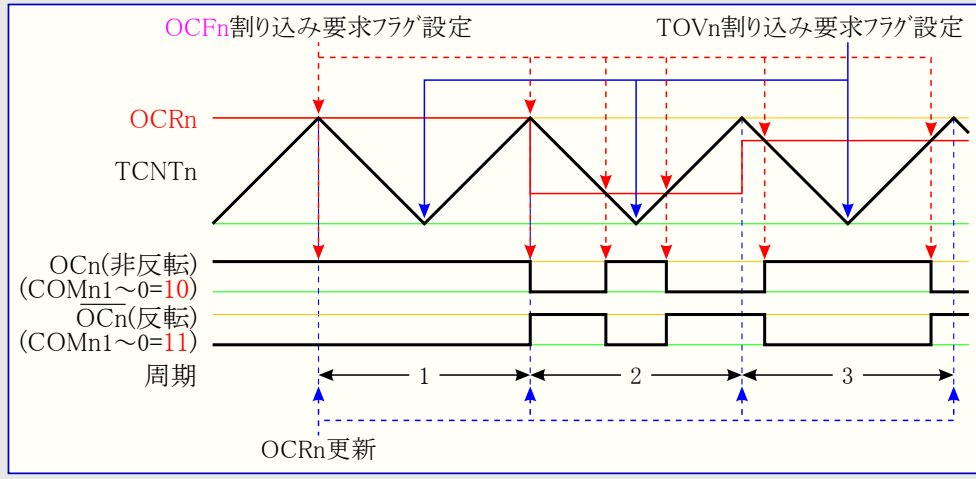 OCFn割り込み要求フラグ設定
TOVn割り込み要求フラグ設定
OCRn
TCNTn
OCn(非反転)
(COMn1～0=10)
OCn(反転)
(COMn1～0=11)
周期
1
2
3
OCRn更新